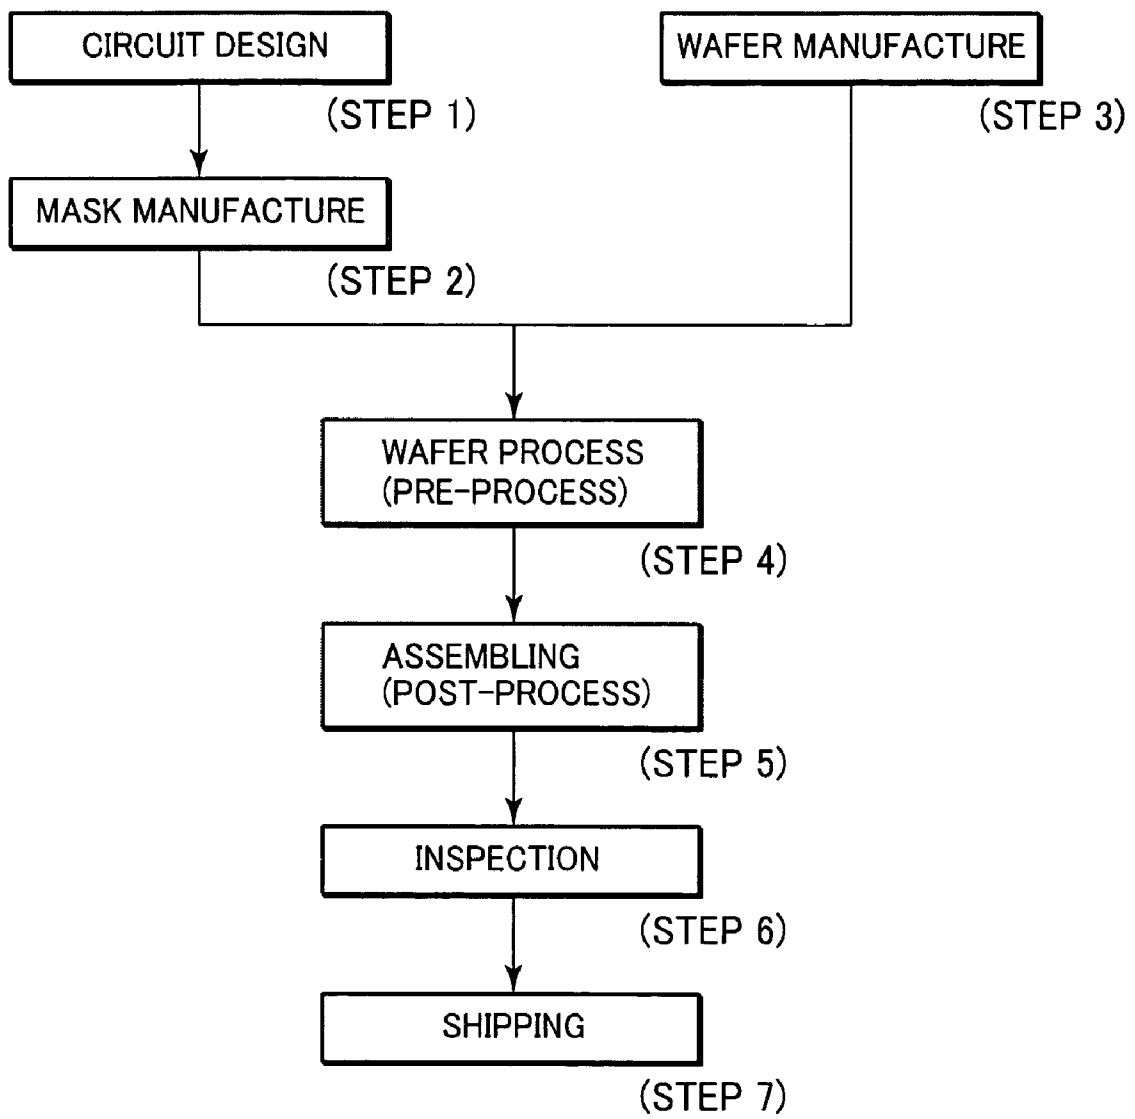 CIRCUIT DESIGN
(STEP 1)
WAFER MANUFACTURE
(STEP 3)
MASK MANUFACTURE
(STEP 2)
WAFER PROCESS
(PRE-PROCESS)
(STEP 4)
ASSEMBLING
(POST-PROCESS)
(STEP 5)
INSPECTION
(STEP 6)
SHIPPING
(STEP 7)